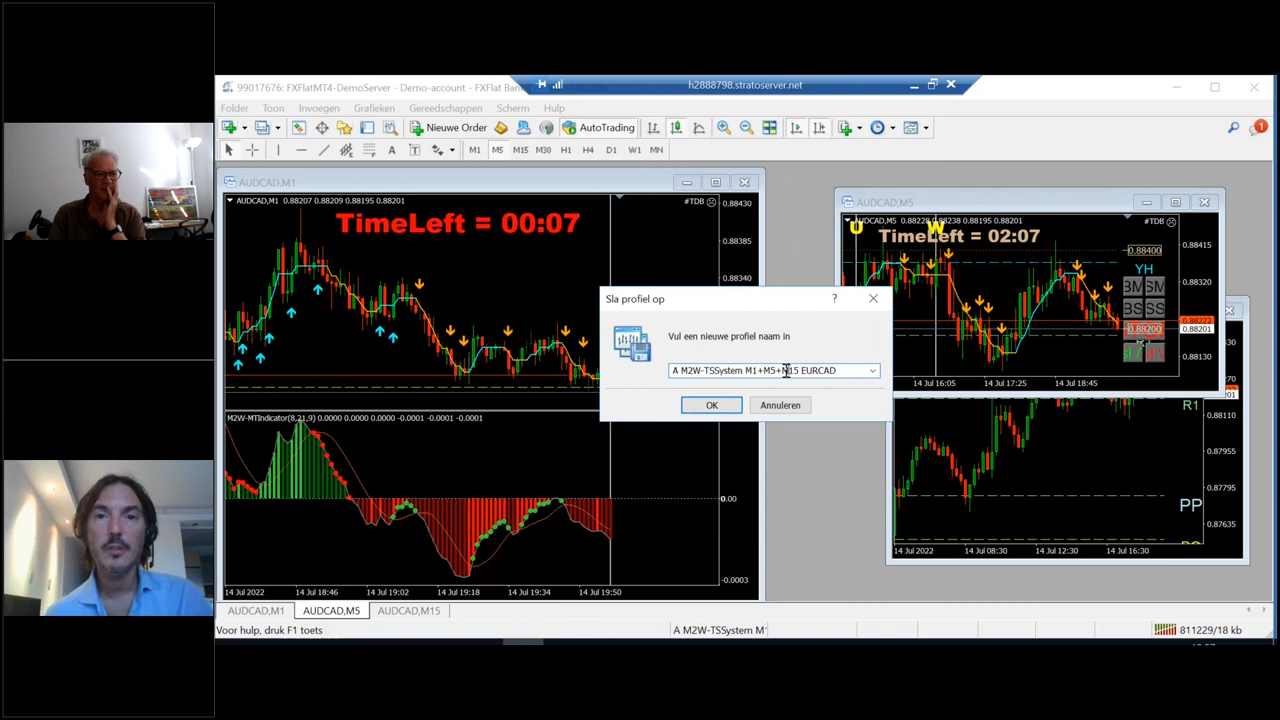 99017676: FXFlatMT4-DemoServer - Demo-account - FXFlat Ban
h2888798.stratoserver.net
Folder Toon Invoegen Grafieken Gereedschappen Scherm Help
Nieuwe Order AutoTrading
M1 M5 M15 M30 H1 H4 D1 W1 MN
AUDCAD,M1
AUDCAD,M1 0.88207 0.88209 0.88195 0.88201
#TDB
TimeLeft = 00:07
0.88430
0.88385
0.88340
M2W-MTIndicator(8,21,9) 0.0000 0.0000 0.0000 -0.0001 -0.0001
0.00
-0.0003
14 Jul 2022 14 Jul 18:46 14 Jul 19:02 14 Jul 19:18 14 Jul 19:34 14 Jul 19:50
AUDCAD,M5
AUDCAD,M5 0.88228 0.88238 0.88195 0.88201
#TDB
U W
TimeLeft = 02:07
0.88400
YH
BM SM
BS SS
0.88200
0.88415
0.88320
0.88222
0.88201
0.88130
14 Jul 16:05 14 Jul 17:25 14 Jul 18:45
R1
PP
0.88110
0.87955
0.87795
0.87635
14 Jul 2022 14 Jul 08:30 14 Jul 12:30 14 Jul 16:30
Sla profiel op
?
Vul een nieuwe profiel naam in
A M2W-TSSystem M1+M5+M15 EURCAD
OK Annuleren
AUDCAD,M1 AUDCAD,M5 AUDCAD,M15
Voor hulp, druk F1 toets
A M2W-TSSystem M
811229/18 kb